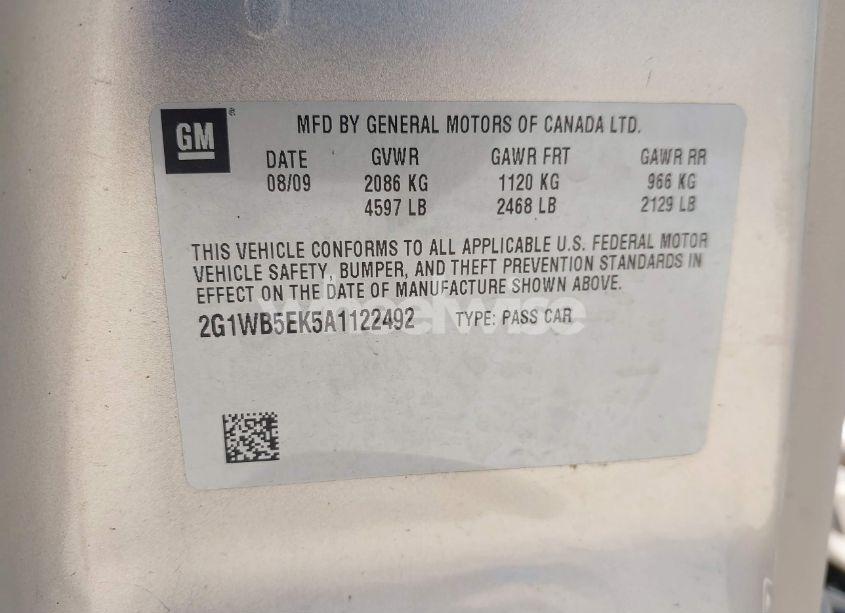 GM
®
MFD BY GENERAL MOTORS OF CANADA LTD.
DATE GVWR GAWR FRT GAWR RR
08/09 2086 KG 1120 KG 966 KG
4597 LB 2468 LB 2129 LB
THIS VEHICLE CONFORMS TO ALL APPLICABLE U.S. FEDERAL MOTOR
VEHICLE SAFETY, BUMPER, AND THEFT PREVENTION STANDARDS IN
EFFECT ON THE DATE OF MANUFACTURE SHOWN ABOVE.
Wheelwise
2G1WB5EK5A1122492 TYPE: PASS CAR